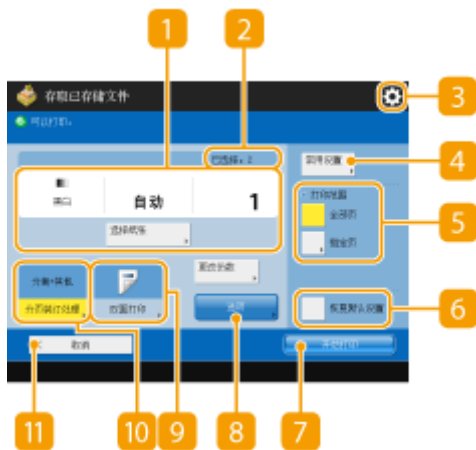 1
2
3
存取已存储文件
可以打印。
已选择: 2
常用设置
4
黑白
自动
1
打印范围
全部页
指定页
5
选择纸张
分套+装订
更改份数
分页装订处理
双面打印
选项
恢复默认设置
6
取消
开始打印
11
10
9
8
7